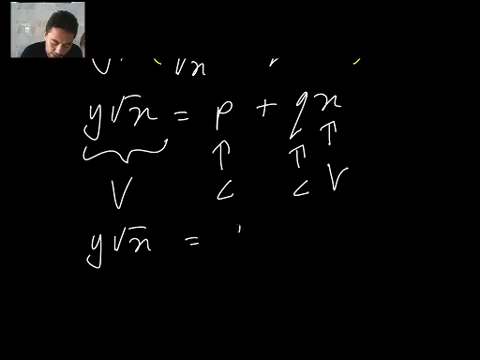 √x
y√x = p + qx
↑ ↑ ↑
V C C V
y√x =